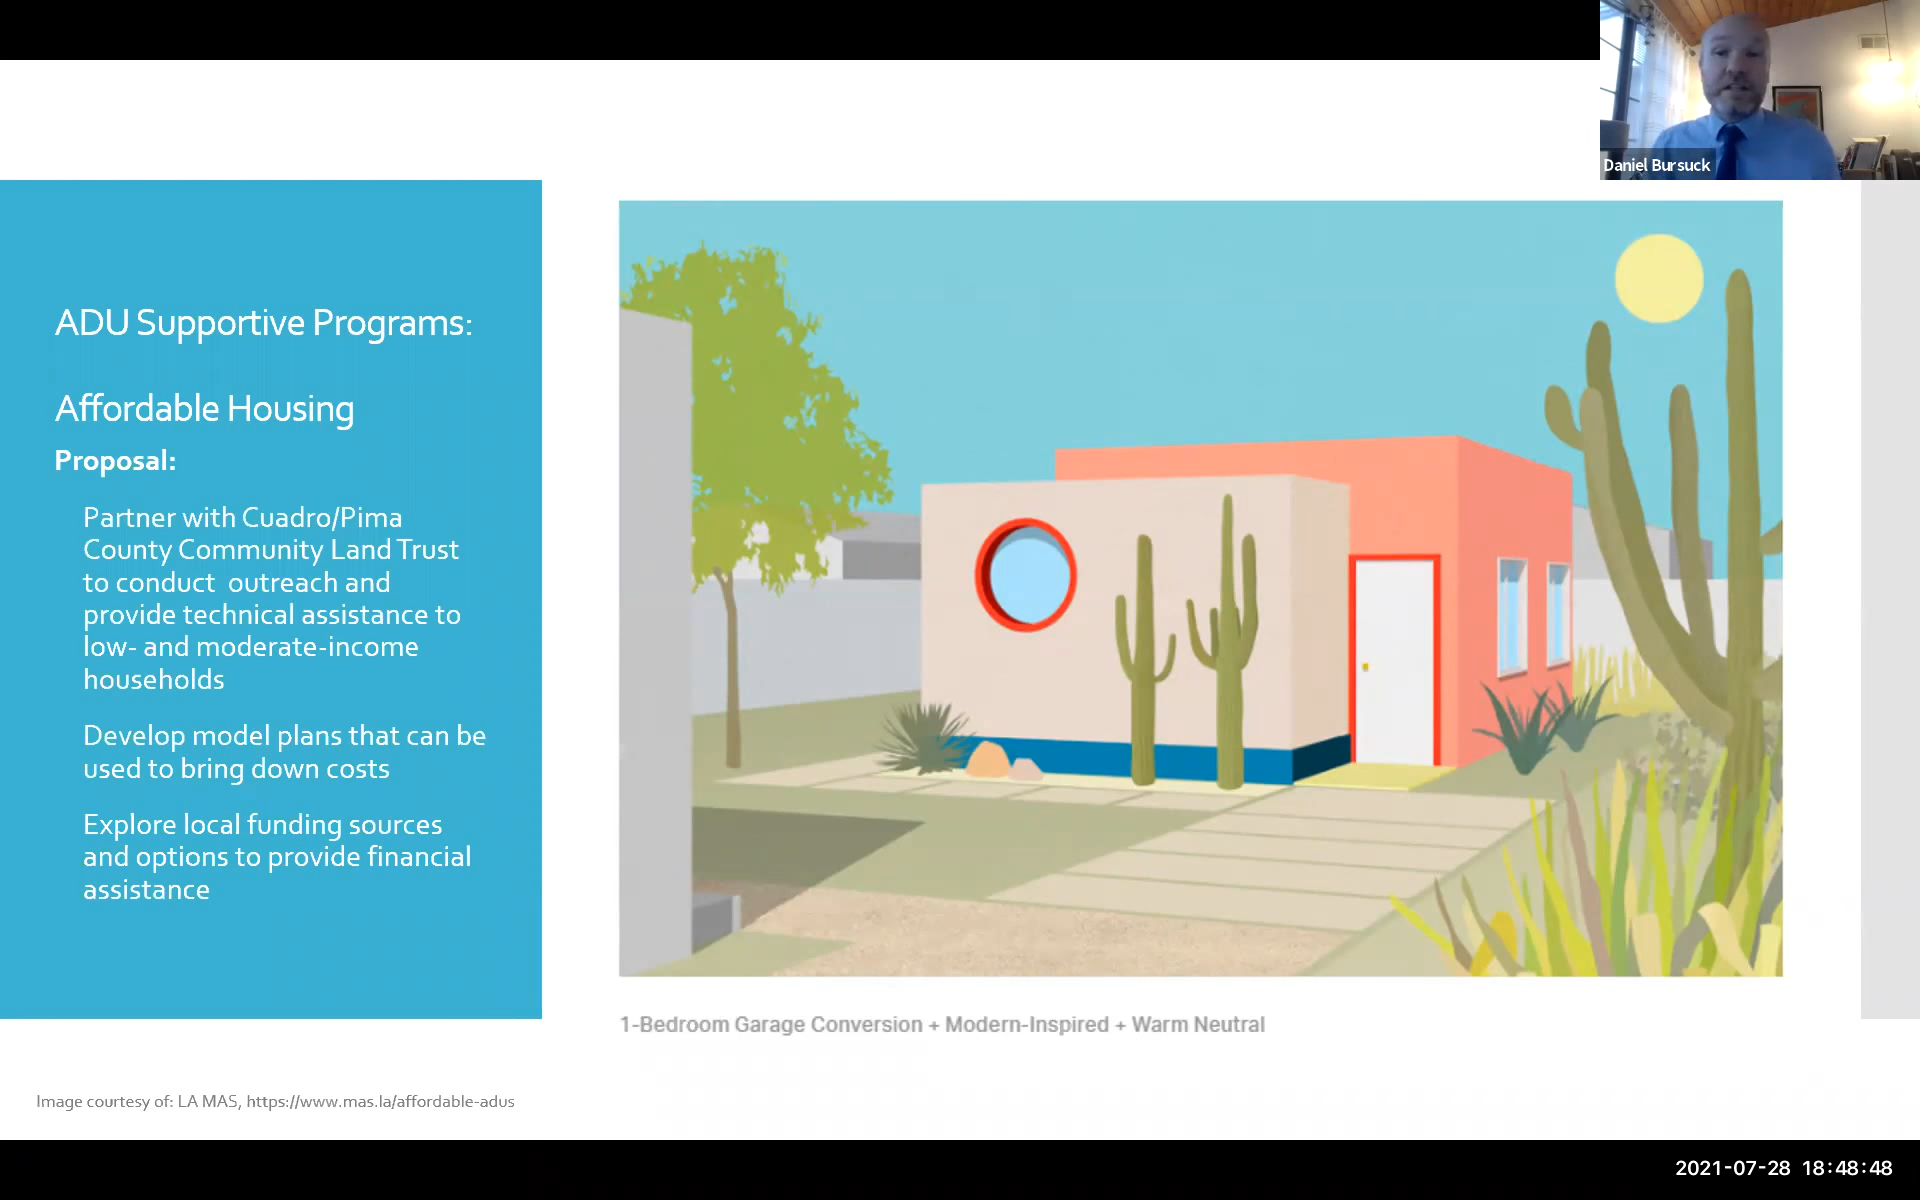 Daniel Bursuck
ADU Supportive Programs:
Affordable Housing
Proposal:
Partner with Cuadro/Pima
County Community Land Trust
to conduct outreach and
provide technical assistance to
low- and moderate-income
households
Develop model plans that can be
used to bring down costs
Explore local funding sources
and options to provide financial
assistance
1-Bedroom Garage Conversion + Modern-Inspired + Warm Neutral
Image courtesy of: LA MAS, https://www.mas.la/affordable-adus
2021-07-28 18:48:48